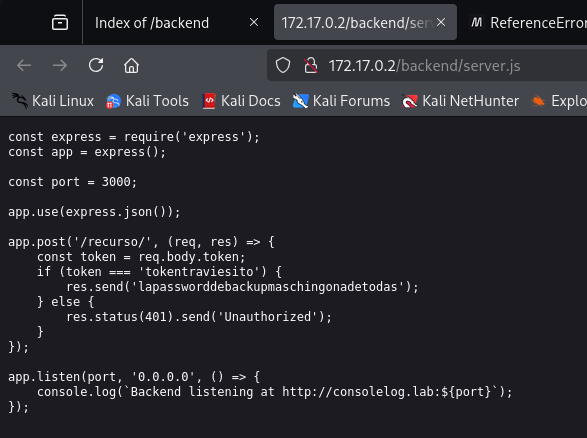 Index of /backend
172.17.0.2/backend/ser
ReferenceErro
172.17.0.2/backend/server.js
Kali Linux Kali Tools Kali Docs Kali Forums Kali NetHunter Explo
const express = require('express');
const app = express();
const port = 3000;
app.use(express.json());
app.post('/recurso/', (req, res) => {
    const token = req.body.token;
    if (token === 'tokentraviesito') {
        res.send('lapassworddebackupmaschingonadetodas');
    } else {
        res.status(401).send('Unauthorized');
    }
});
app.listen(port, '0.0.0.0', () => {
    console.log(`Backend listening at http://consolelog.lab:${port}`);
});